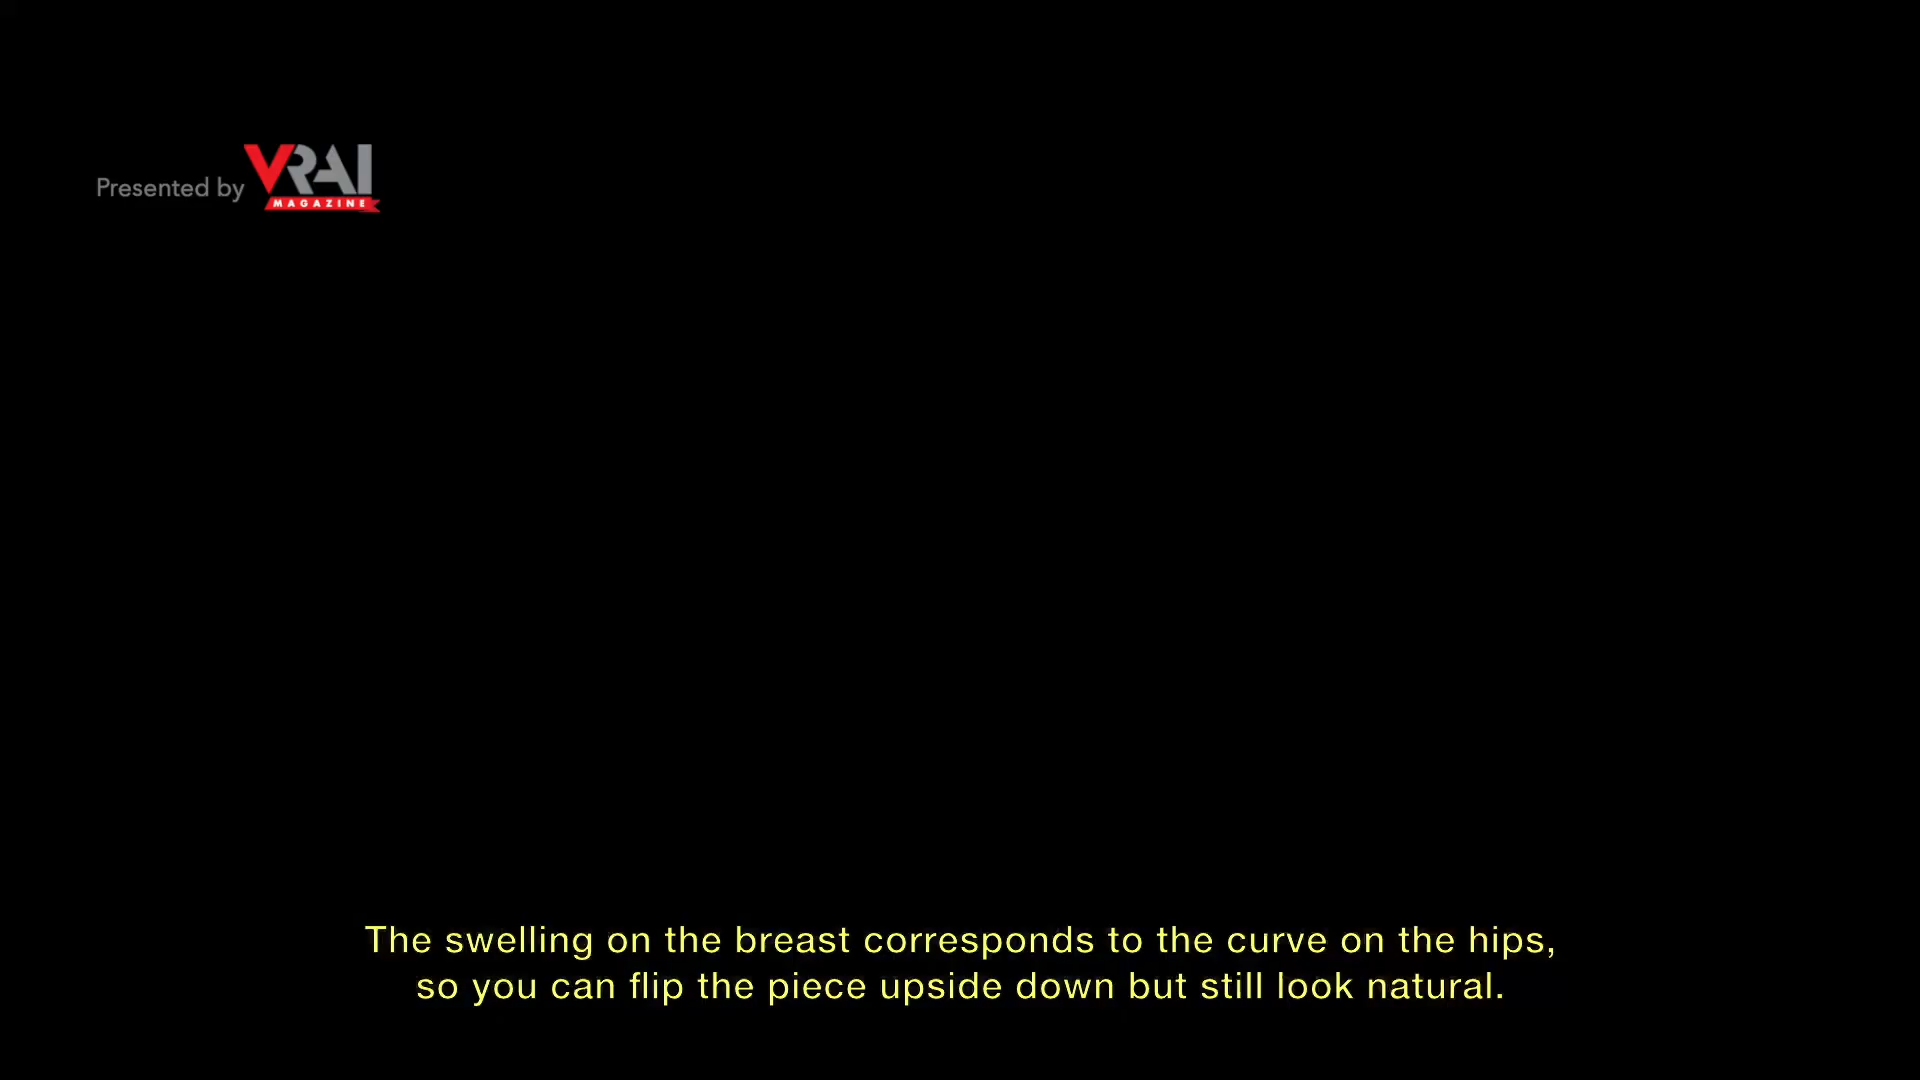 Presented by VRAI
MAGAZINE
The swelling on the breast corresponds to the curve on the hips,
so you can flip the piece upside down but still look natural.